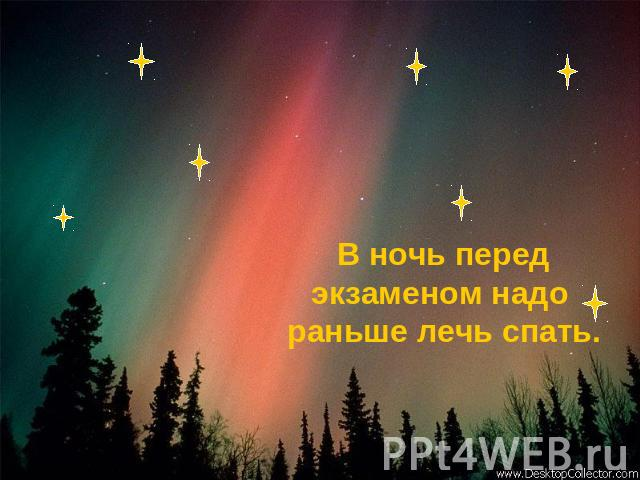 В ночь перед
экзаменом надо
раньше лечь спать.
PPt4WEB.ru
www.DesktopCollector.com